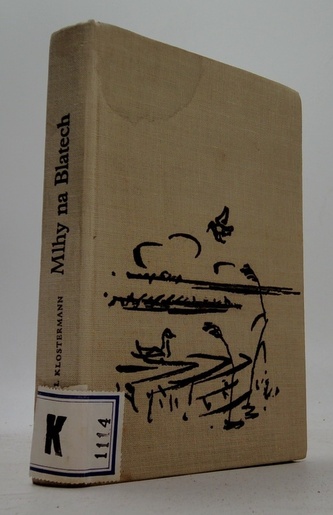 Mlhy na Blatech
KLOSTERMANN
K
1114